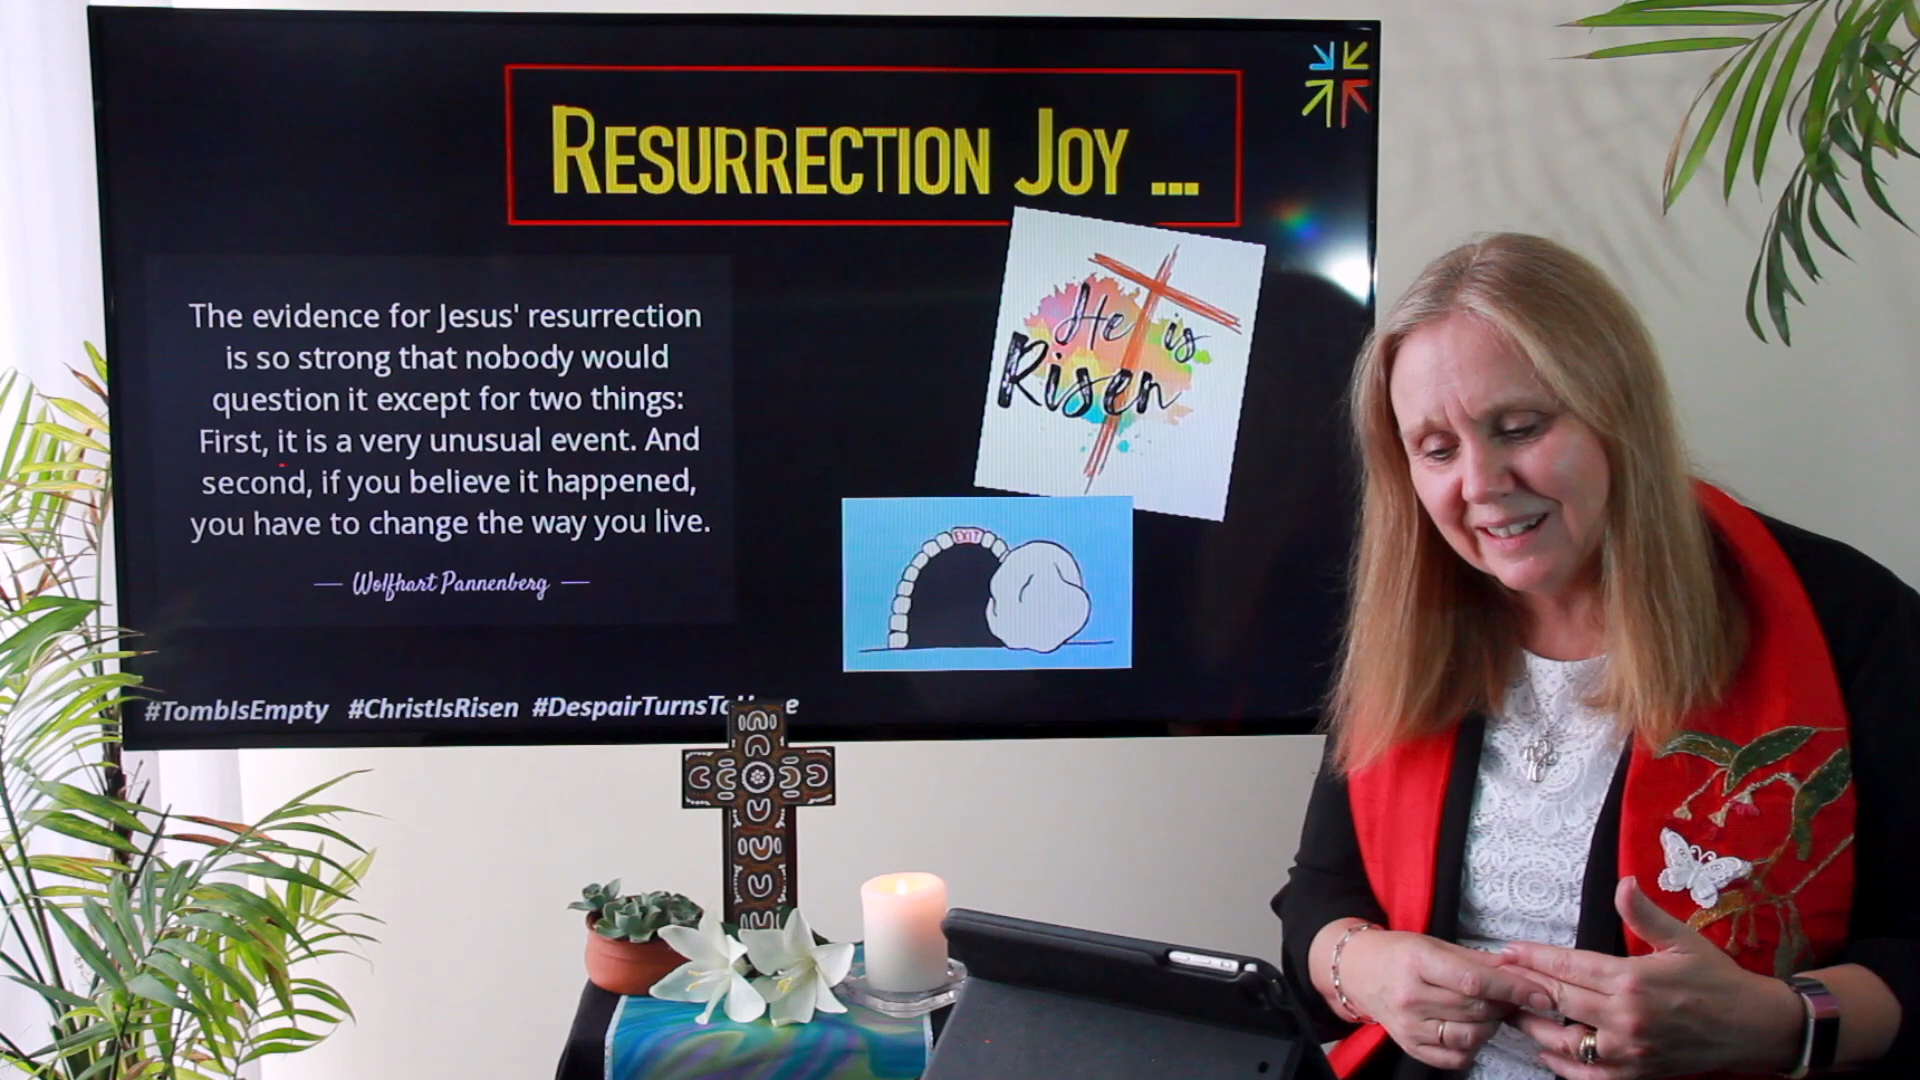 RESURRECTION JOY ...
He is
Risen
The evidence for Jesus' resurrection
is so strong that nobody would
question it except for two things:
First, it is a very unusual event. And
second, if you believe it happened,
you have to change the way you live.
— Wolfhart Pannenberg —
EXIT
#TombIsEmpty #ChristIsRisen